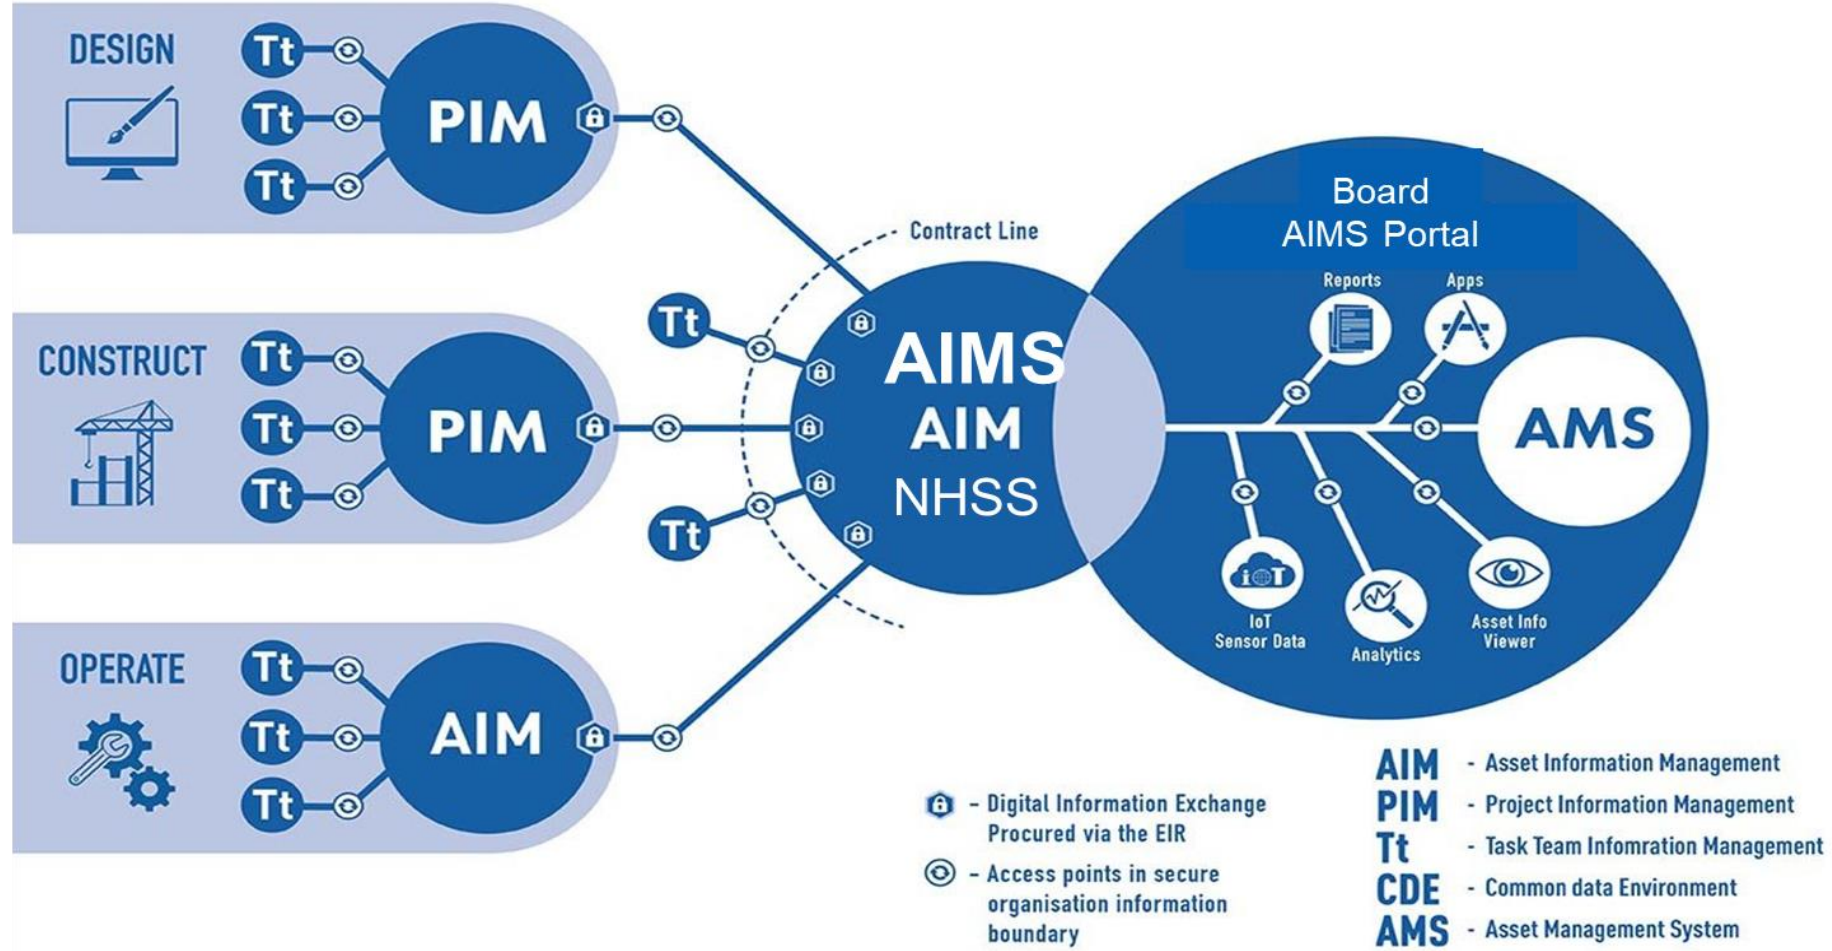 DESIGN
Tt
Tt
Tt
PIM
CONSTRUCT
Tt
Tt
Tt
PIM
OPERATE
Tt
Tt
Tt
AIM
Contract Line
Tt
Tt
AIMS
AIM
NHSS
Board
AIMS Portal
Reports
Apps
AMS
iOT
IoT
Sensor Data
Analytics
Asset Info
Viewer
- Digital Information Exchange
Procured via the EIR
- Access points in secure
organisation information
boundary
AIM - Asset Information Management
PIM - Project Information Management
Tt - Task Team Infomration Management
CDE - Common data Environment
AMS - Asset Management System